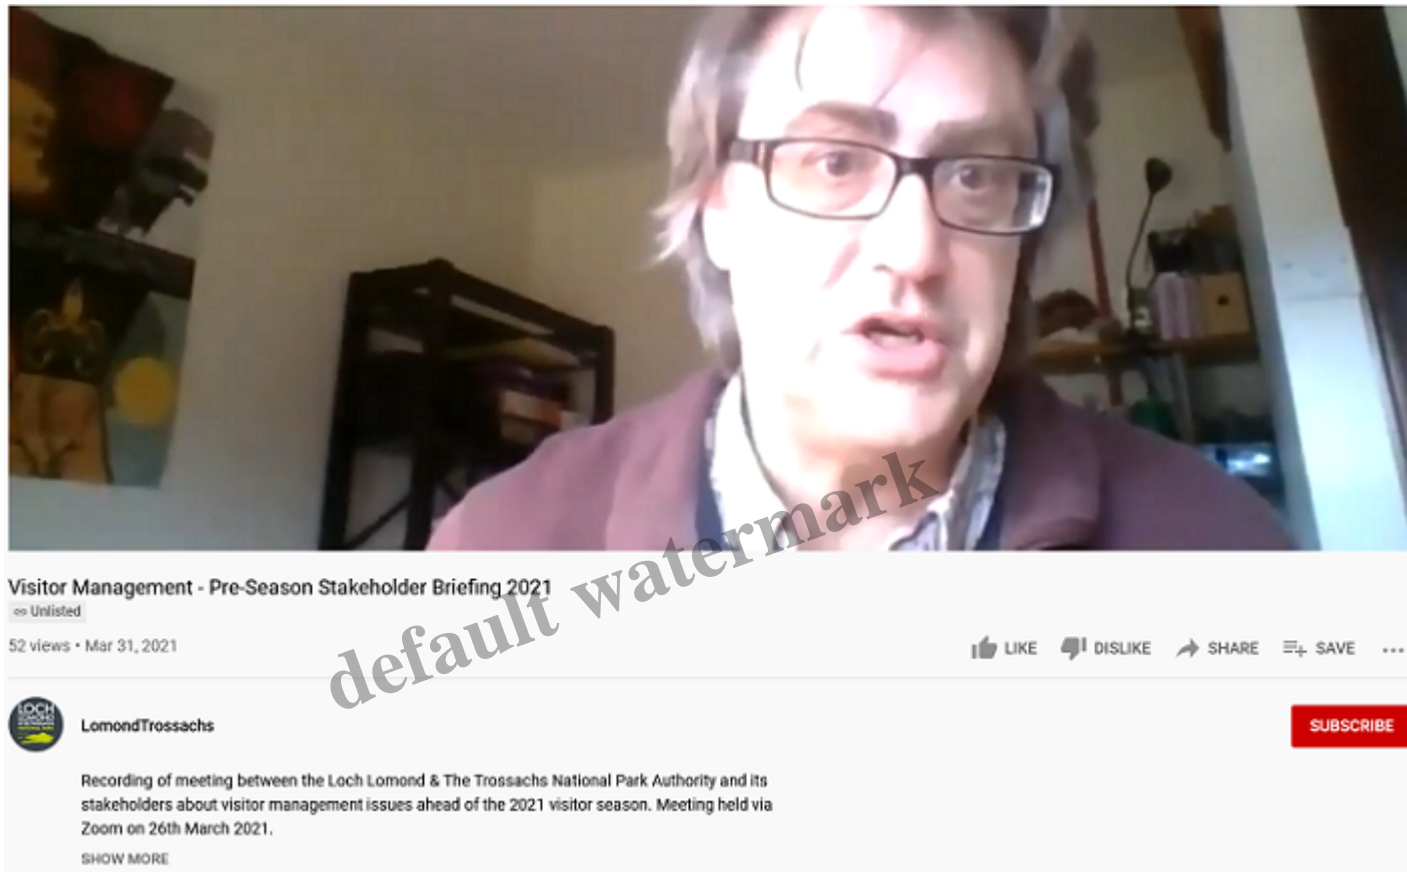 Visitor Management - Pre-Season Stakeholder Briefing 2021
Unlisted
52 views • Mar 31, 2021
LIKE DISLIKE SHARE SAVE
default watermark
LOCH
LOMOND
LomondTrossachs
SUBSCRIBE
Recording of meeting between the Loch Lomond & The Trossachs National Park Authority and its
stakeholders about visitor management issues ahead of the 2021 visitor season. Meeting held via
Zoom on 26th March 2021.
SHOW MORE